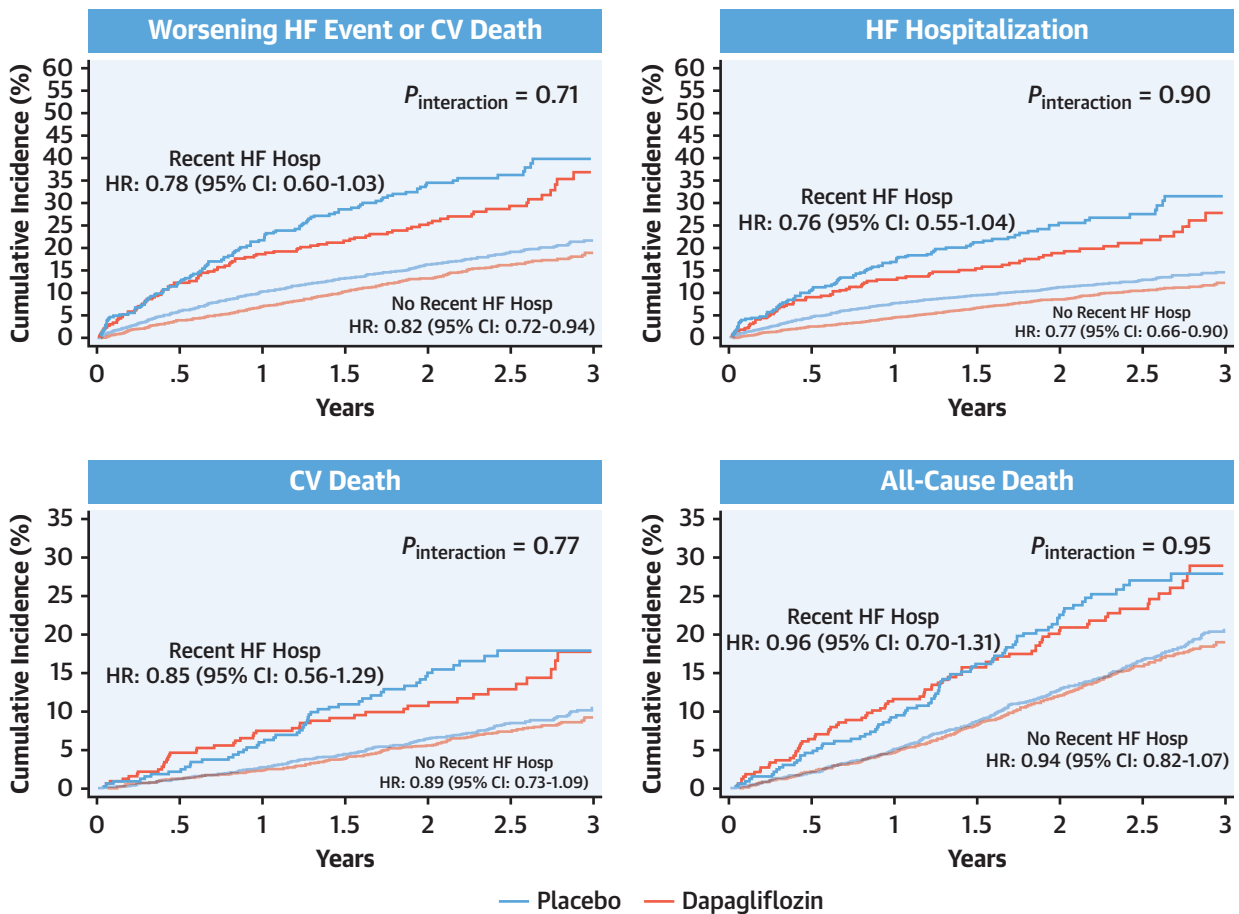 Worsening HF Event or CV Death
Cumulative Incidence (%)
60
55
50
45
40
35
30
25
20
15
10
5
0
Pinteraction = 0.71
Recent HF Hosp
HR: 0.78 (95% CI: 0.60-1.03)
No Recent HF Hosp
HR: 0.82 (95% CI: 0.72-0.94)
0 .5 1 1.5 2 2.5 3
Years
HF Hospitalization
Cumulative Incidence (%)
60
55
50
45
40
35
30
25
20
15
10
5
0
Pinteraction = 0.90
Recent HF Hosp
HR: 0.76 (95% CI: 0.55-1.04)
No Recent HF Hosp
HR: 0.77 (95% CI: 0.66-0.90)
0 .5 1 1.5 2 2.5 3
Years
CV Death
Cumulative Incidence (%)
35
30
25
20
15
10
5
0
Pinteraction = 0.77
Recent HF Hosp
HR: 0.85 (95% CI: 0.56-1.29)
No Recent HF Hosp
HR: 0.89 (95% CI: 0.73-1.09)
0 .5 1 1.5 2 2.5 3
Years
All-Cause Death
Cumulative Incidence (%)
35
30
25
20
15
10
5
0
Pinteraction = 0.95
Recent HF Hosp
HR: 0.96 (95% CI: 0.70-1.31)
No Recent HF Hosp
HR: 0.94 (95% CI: 0.82-1.07)
0 .5 1 1.5 2 2.5 3
Years
Placebo Dapagliflozin